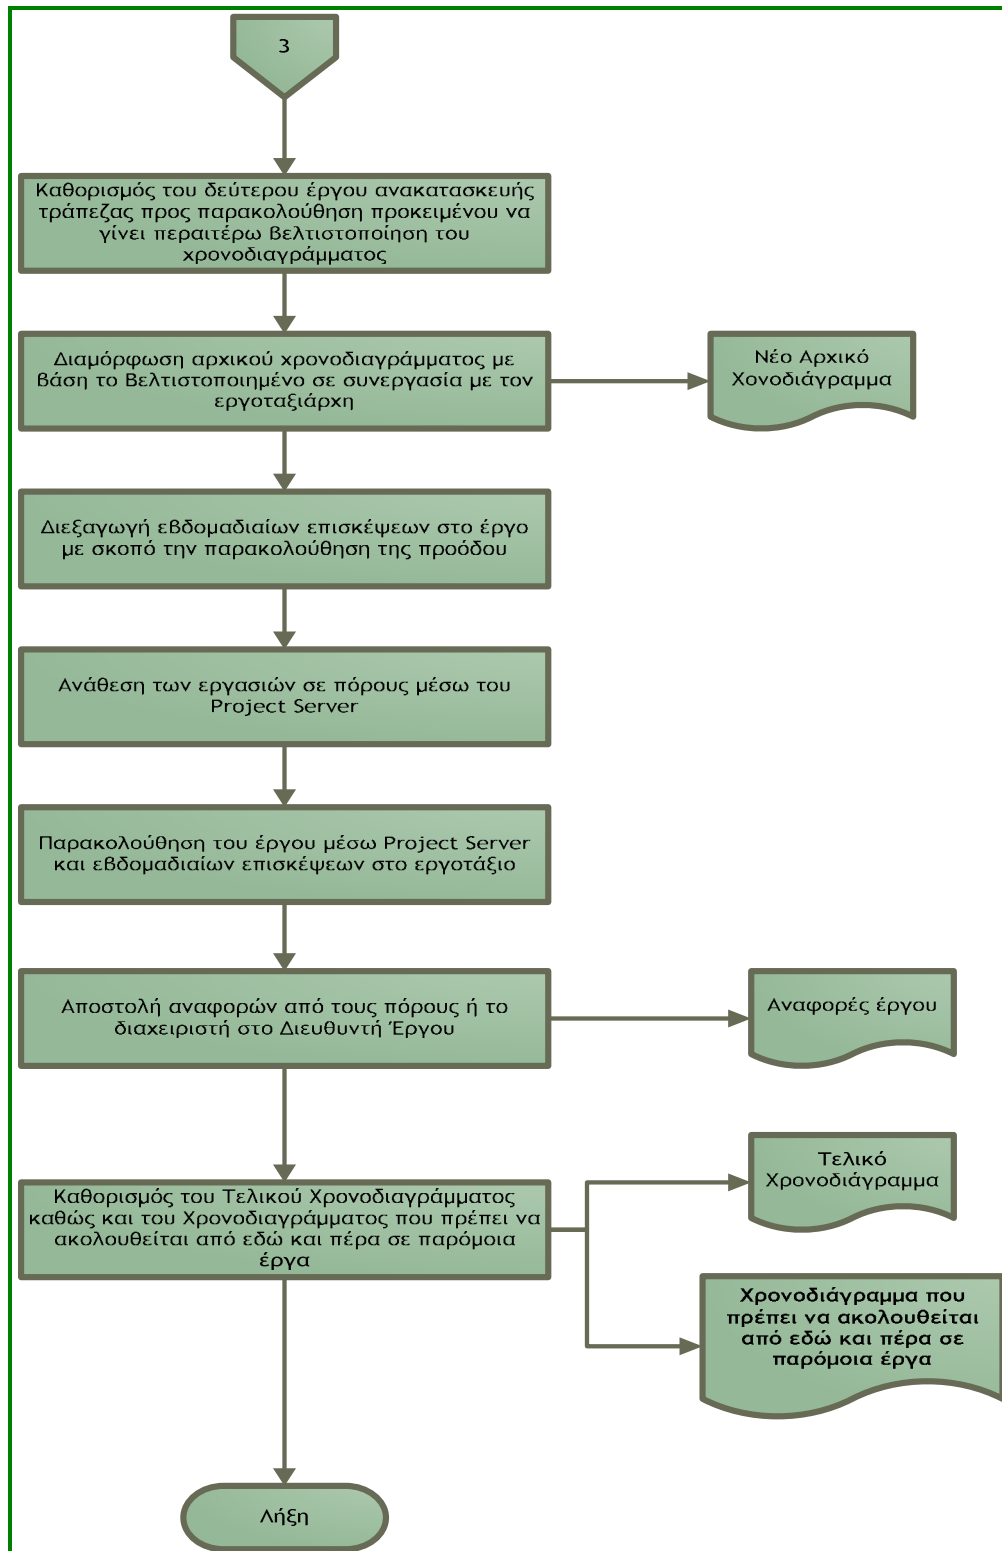 3
Καθορισμός του δεύτερου έργου ανακατασκευής
τράπεζας προς παρακολούθηση προκειμένου να
γίνει περαιτέρω βελτιστοποίηση του
χρονοδιαγράμματος
Διαμόρφωση αρχικού χρονοδιαγράμματος με
βάση το Βελτιστοποιημένο σε συνεργασία με τον
εργοταξιάρχη
Νέο Αρχικό
Χονοδιάγραμμα
Διεξαγωγή εβδομαδιαίων επισκέψεων στο έργο
με σκοπό την παρακολούθηση της προόδου
Ανάθεση των εργασιών σε πόρους μέσω του
Project Server
Παρακολούθηση του έργου μέσω Project Server
και εβδομαδιαίων επισκέψεων στο εργοτάξιο
Αποστολή αναφορών από τους πόρους ή το
διαχειριστή στο Διευθυντή Έργου
Αναφορές έργου
Καθορισμός του Τελικού Χρονοδιαγράμματος
καθώς και του Χρονοδιαγράμματος που πρέπει να
ακολουθείται από εδώ και πέρα σε παρόμοια
έργα
Τελικό
Χρονοδιάγραμμα
Χρονοδιάγραμμα που
πρέπει να ακολουθείται
από εδώ και πέρα σε
παρόμοια έργα
Λήξη